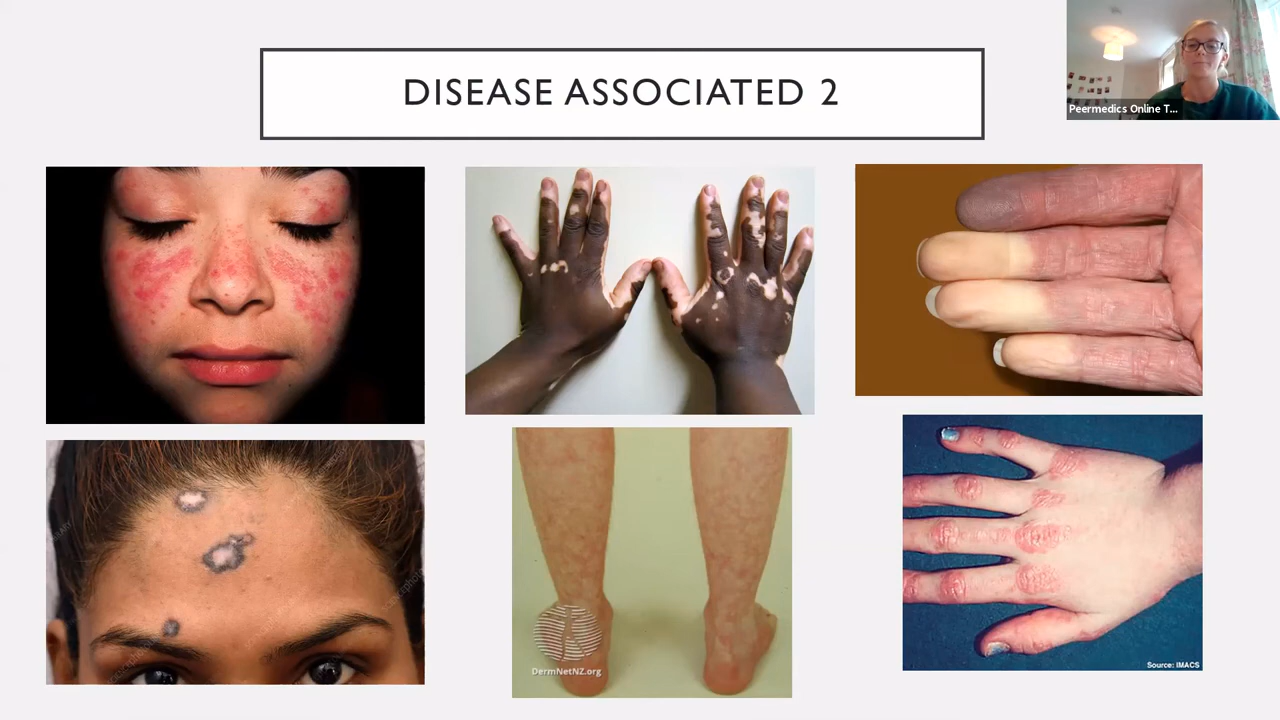 DISEASE ASSOCIATED 2
Peermedics Online T...
DermNetNZ.org
Source: IMACS